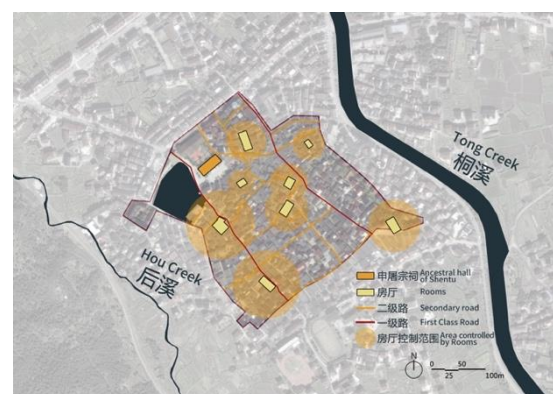 Tong Creek
桐溪
Hou Creek
后溪
申屠宗祠 Ancestral hall of Shentu
房厅 Rooms
二级路 Secondary road
一级路 First Class Road
房厅控制范围 Area controlled by Rooms
N
0 50
25 100m